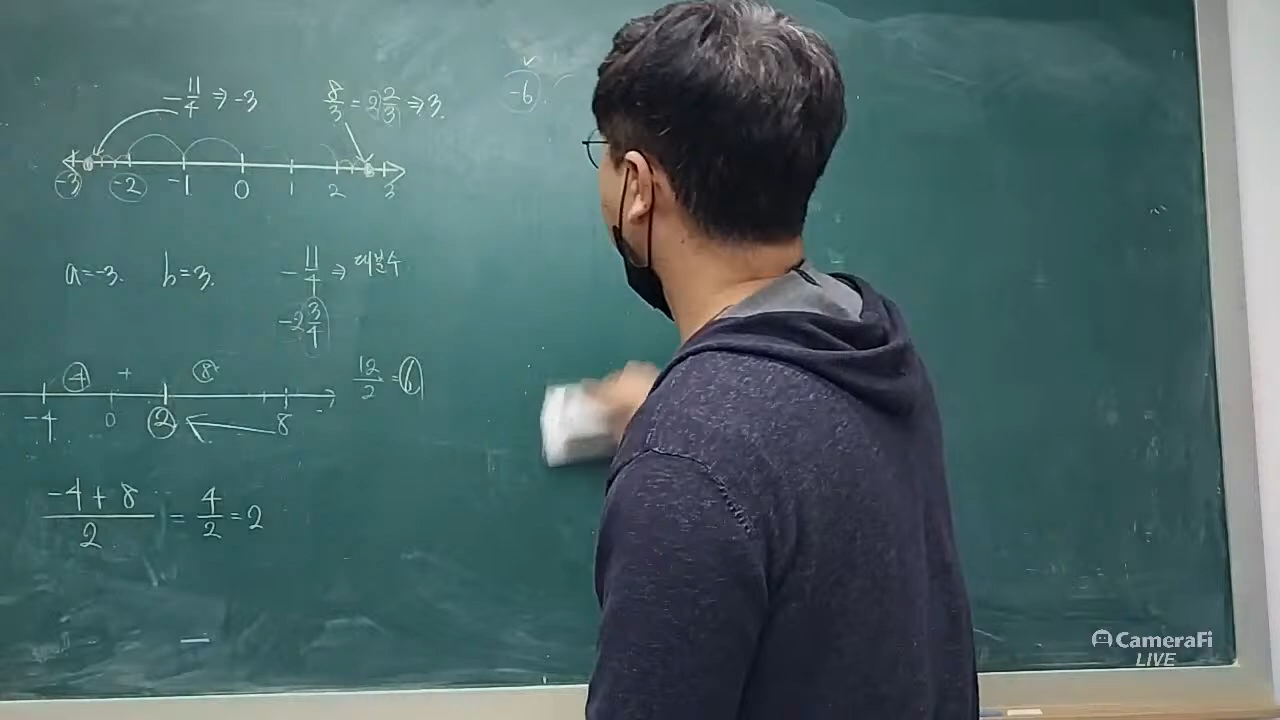 -11/4 ⇒ -3
8/3 = 2 2/3 ⇒ 3.
-6.
-3 -2 -1 0 1 2 3
a=-3. b=3.
-11/4 ⇒ 대분수
-2 3/4
4 + 8
12/2 = 6
-4 0 2 8
(-4+8)/2 = 4/2 = 2
CameraFi
LIVE